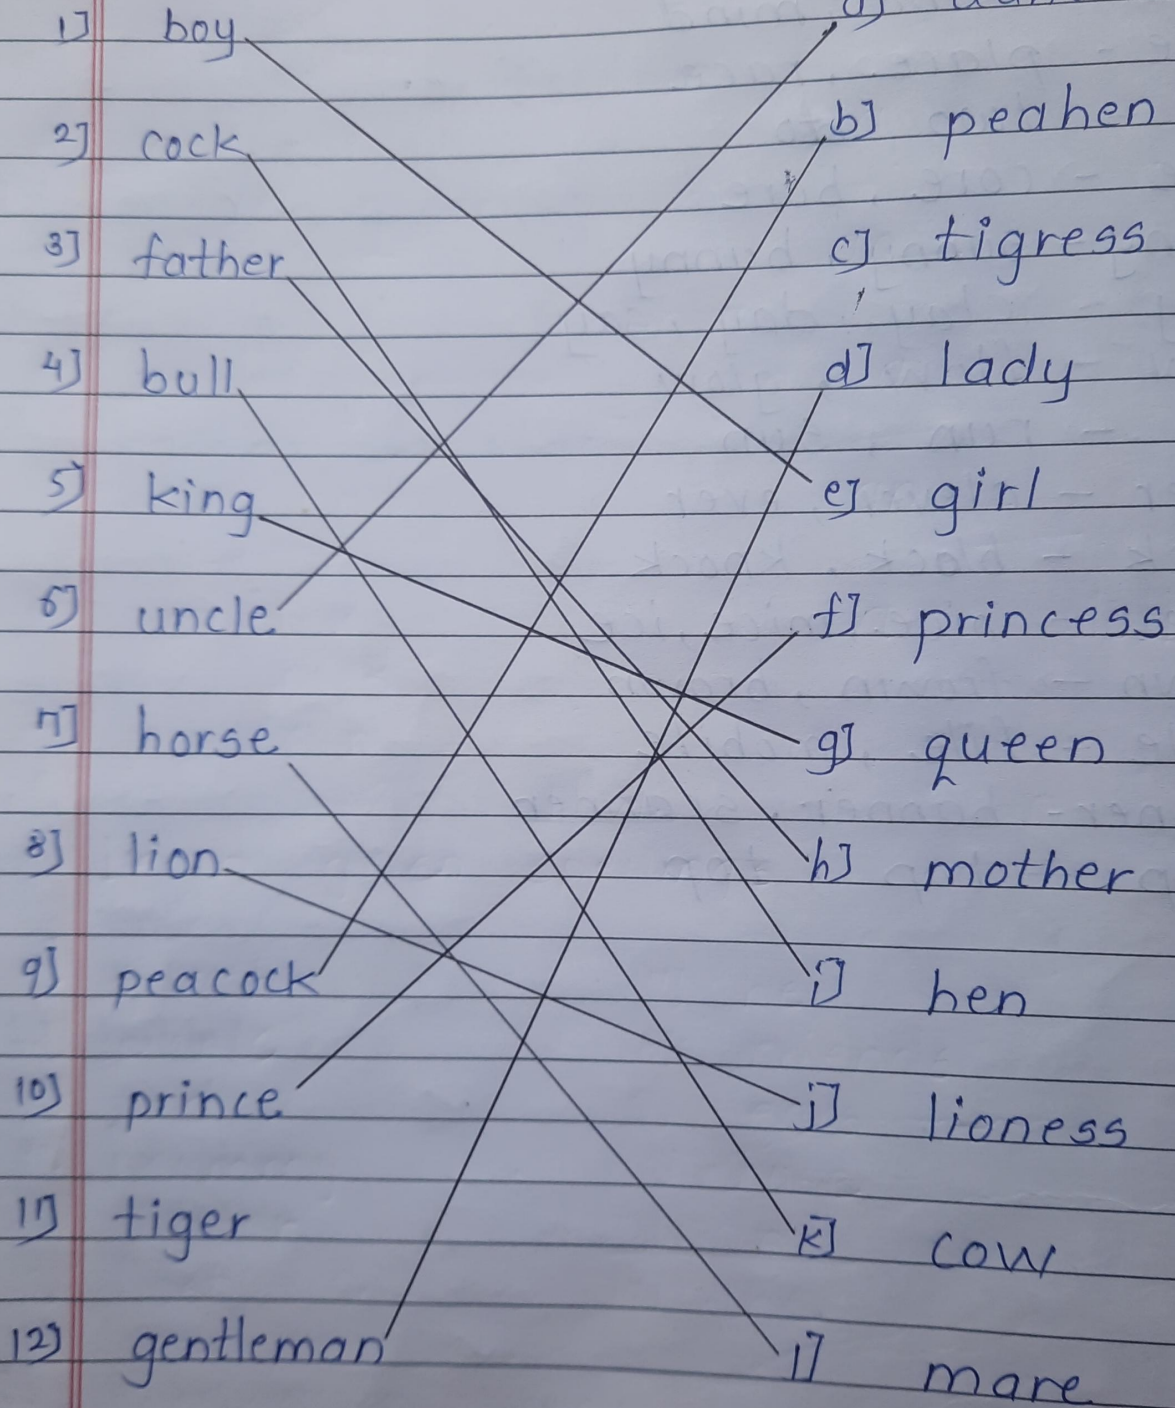 1] boy a]
2] cock b] peahen
3] father c] tigress
4] bull d] lady
5] king e] girl
6] uncle f] princess
7] horse g] queen
8] lion h] mother
9] peacock i] hen
10] prince j] lioness
11] tiger k] cow
12] gentleman l] mare